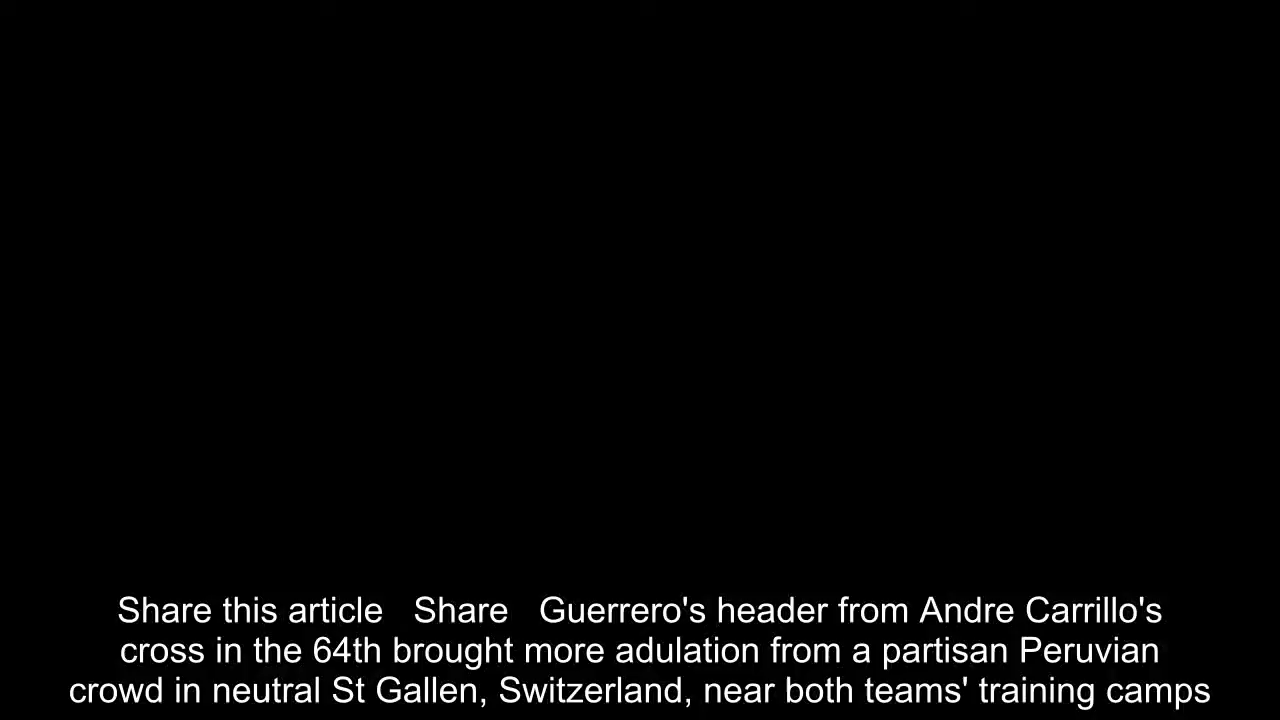 Share this article   Share   Guerrero's header from Andre Carrillo's
cross in the 64th brought more adulation from a partisan Peruvian
crowd in neutral St Gallen, Switzerland, near both teams' training camps